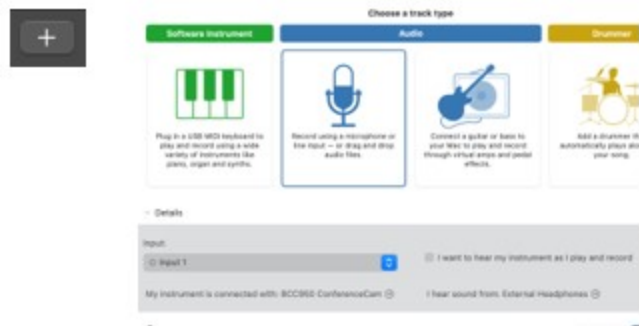 +
Choose a track type
Software Instrument
Audio
Drummer
Plug in a USB MIDI keyboard to
play and record using a wide
variety of instruments like
piano, organ and synths.
Record using a microphone or
line input — or drag and drop
audio files.
Connect a guitar or bass to
your Mac to play and record
through virtual amps and pedal
effects.
Add a drummer th
automatically plays alo
your song.
Details
Input:
Input 1
I want to hear my instrument as I play and record
My instrument is connected with: BCC950 ConferenceCam
I hear sound from: External Headphones